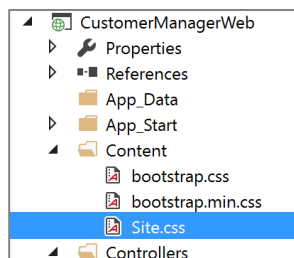 CustomerManagerWeb
Properties
References
App_Data
App_Start
Content
bootstrap.css
bootstrap.min.css
Site.css
Controllers